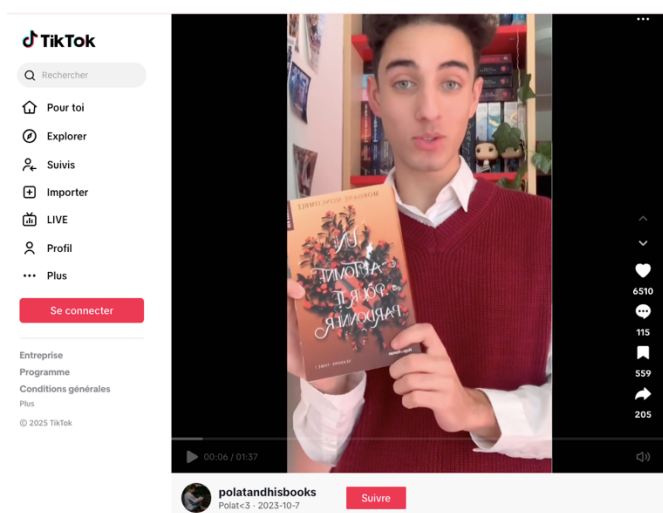 TikTok
Rechercher
Pour toi
Explorer
Suivis
Importer
LIVE
Profil
Plus
Se connecter
Entreprise
Programme
Conditions générales
Plus
© 2025 TikTok
MORGANE MONCOMBLE
UN
AUTOMNE
POUR TE
PARDONNER
6510
115
559
205
00:06 / 01:37
polatandhisbooks
Polat<3 · 2023-10-7
Suivre